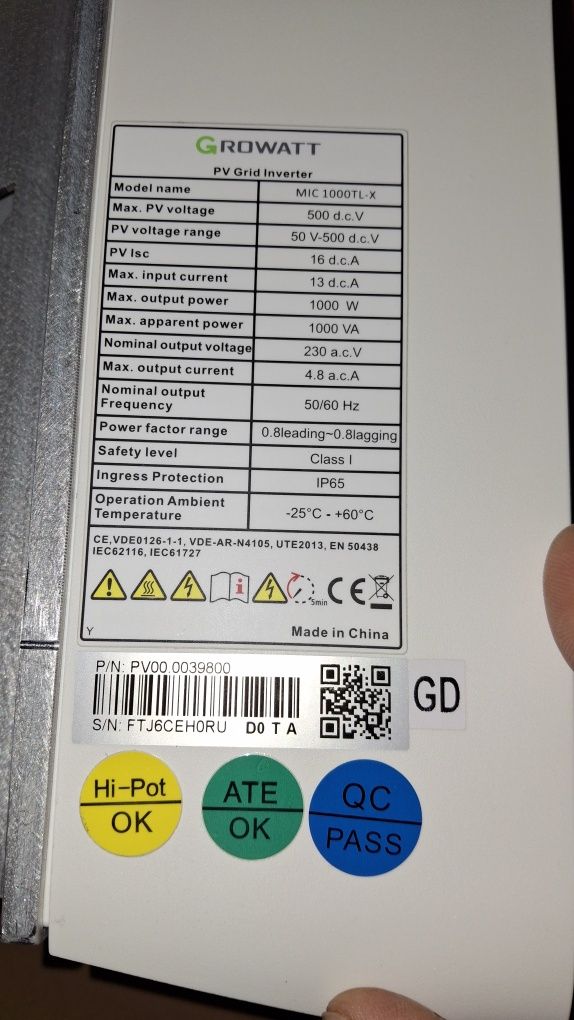 GROWATT
PV Grid Inverter
Model name MIC 1000TL-X
Max. PV voltage 500 d.c.V
PV voltage range 50 V-500 d.c.V
PV Isc 16 d.c.A
Max. input current 13 d.c.A
Max. output power 1000 W
Max. apparent power 1000 VA
Nominal output voltage 230 a.c.V
Max. output current 4.8 a.c.A
Nominal output
Frequency 50/60 Hz
Power factor range 0.8leading~0.8lagging
Safety level Class I
Ingress Protection IP65
Operation Ambient
Temperature -25°C - +60°C
CE,VDE0126-1-1, VDE-AR-N4105, UTE2013, EN 50438
IEC62116, IEC61727
5min CE
Y Made in China
P/N: PV00.0039800
S/N: FTJ6CEH0RU D0 T A
GD
Hi-Pot
OK
ATE
OK
QC
PASS